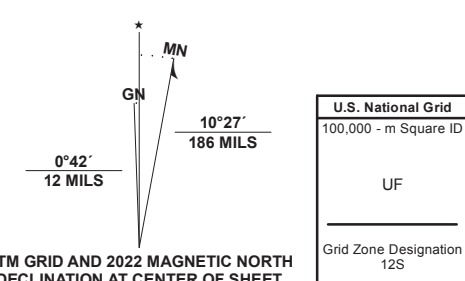 ★
MN
GN
10°27´
186 MILS
0°42´
12 MILS
TM GRID AND 2022 MAGNETIC NORTH
DECLINATION AT CENTER OF SHEET
U.S. National Grid
100,000 - m Square ID
UF
Grid Zone Designation
12S